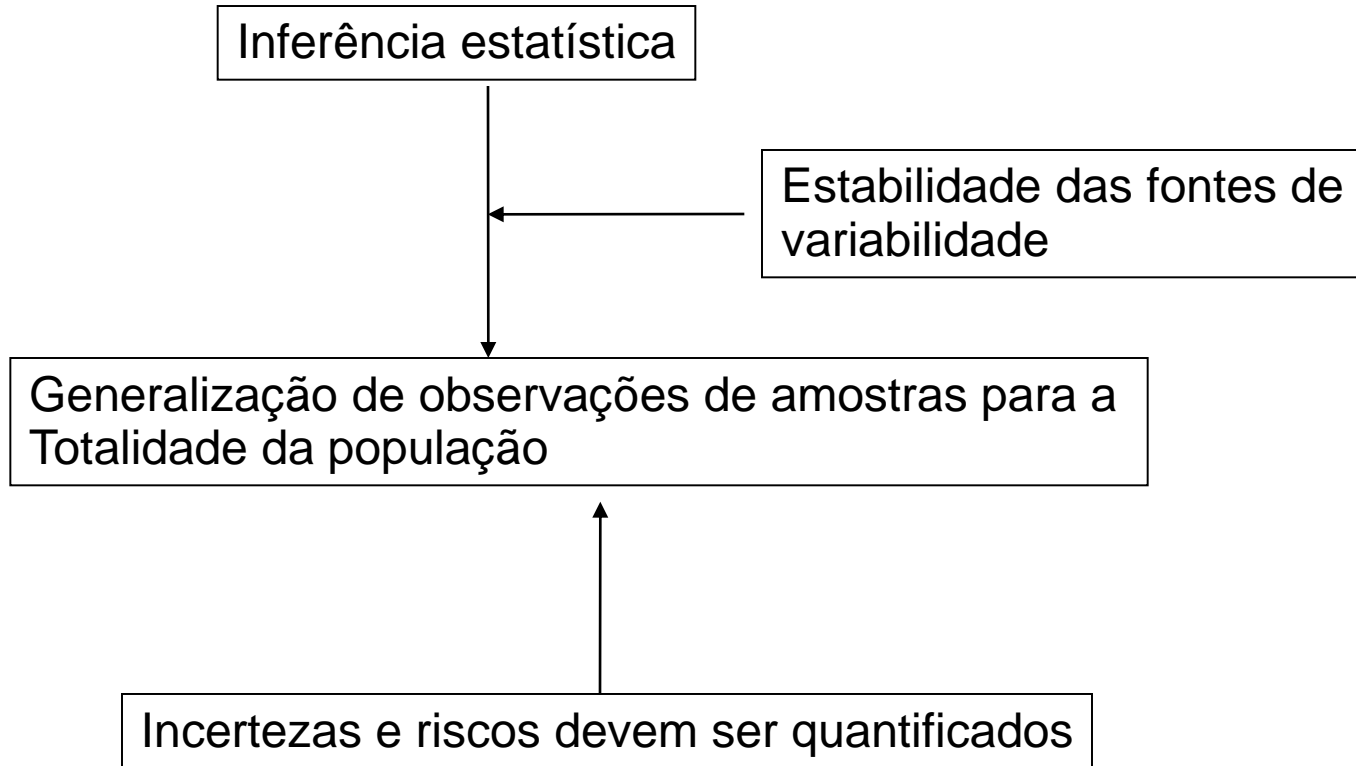 Inferência estatística
Estabilidade das fontes de
variabilidade
Generalização de observações de amostras para a
Totalidade da população
Incertezas e riscos devem ser quantificados